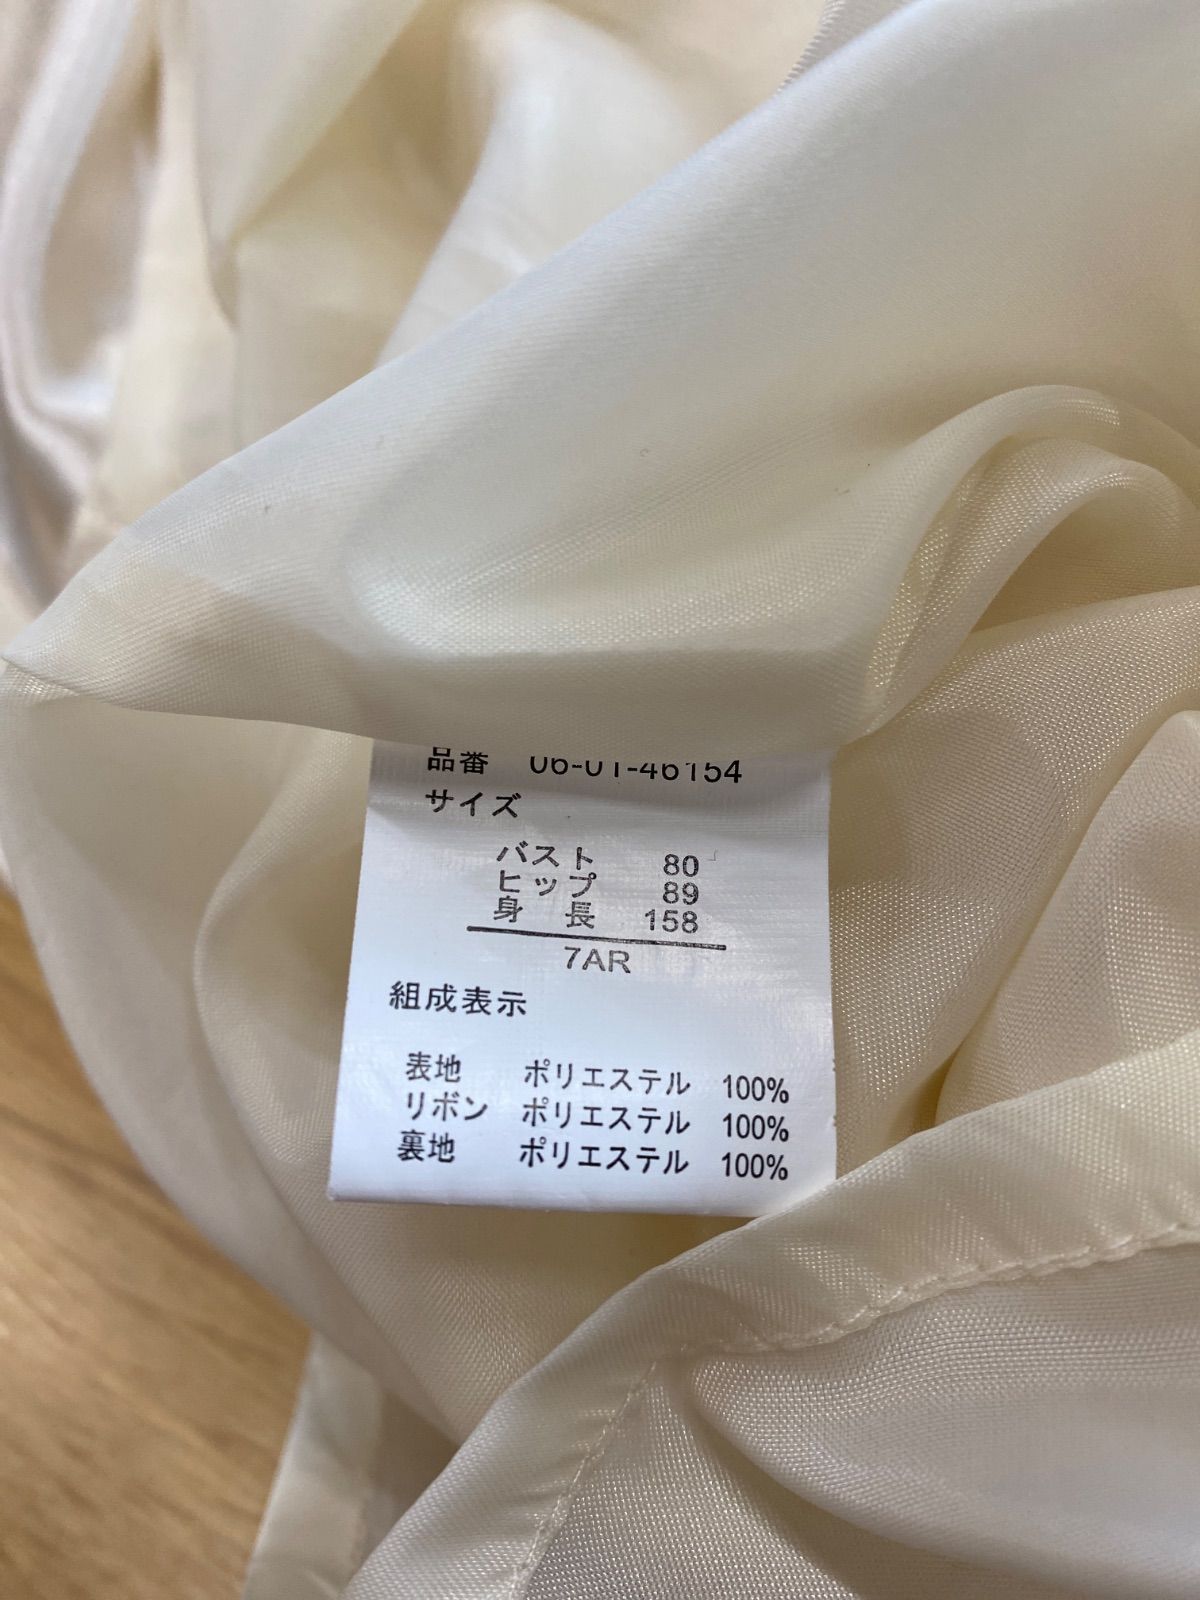 品番 06-01-46154
サイズ
バスト 80
ヒップ 89
身長 158
7AR
組成表示
表地 ポリエステル 100%
リボン ポリエステル 100%
裏地 ポリエステル 100%